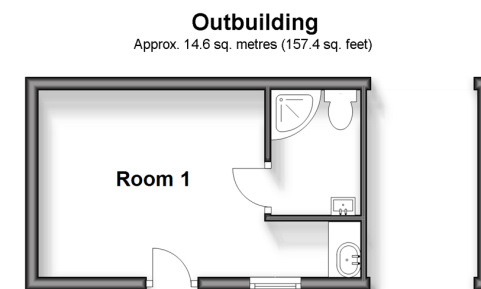 Outbuilding
Approx. 14.6 sq. metres (157.4 sq. feet)
Room 1